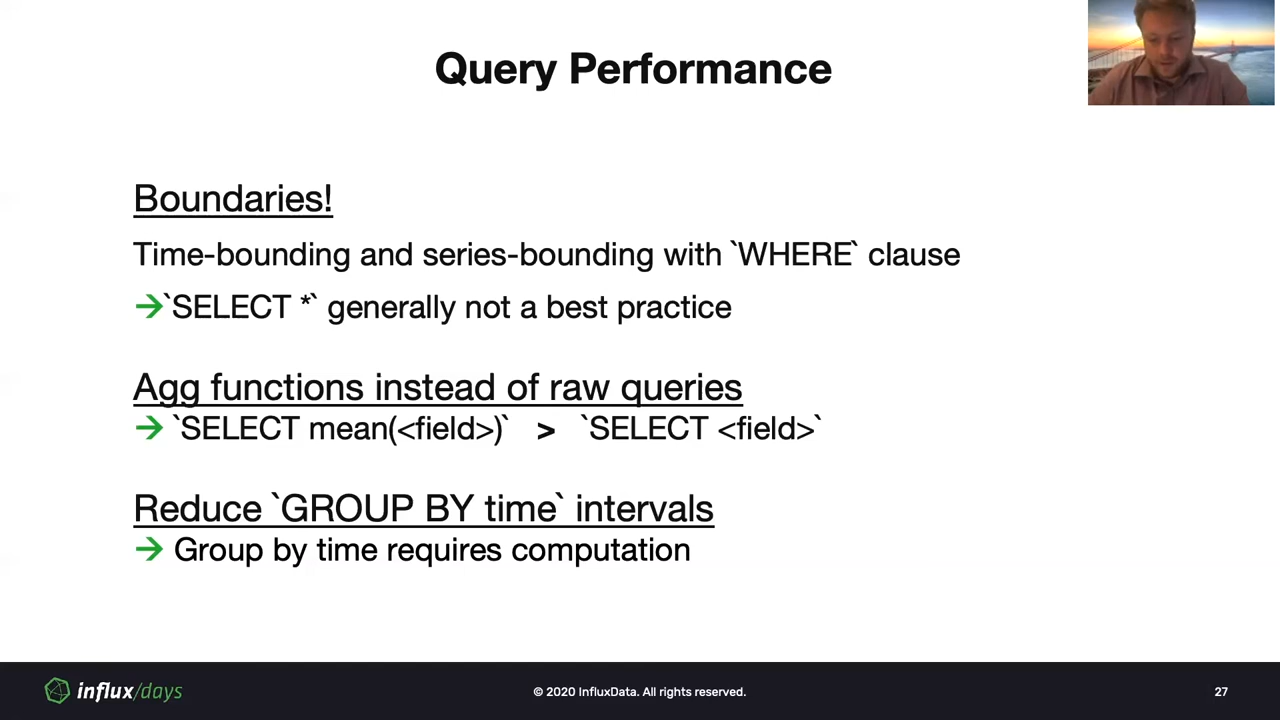 Query Performance
Boundaries!
Time-bounding and series-bounding with `WHERE` clause
→`SELECT *` generally not a best practice
Agg functions instead of raw queries
→ `SELECT mean(<field>)` > `SELECT <field>`
Reduce `GROUP BY time` intervals
→ Group by time requires computation
influx/days
© 2020 InfluxData. All rights reserved.
27